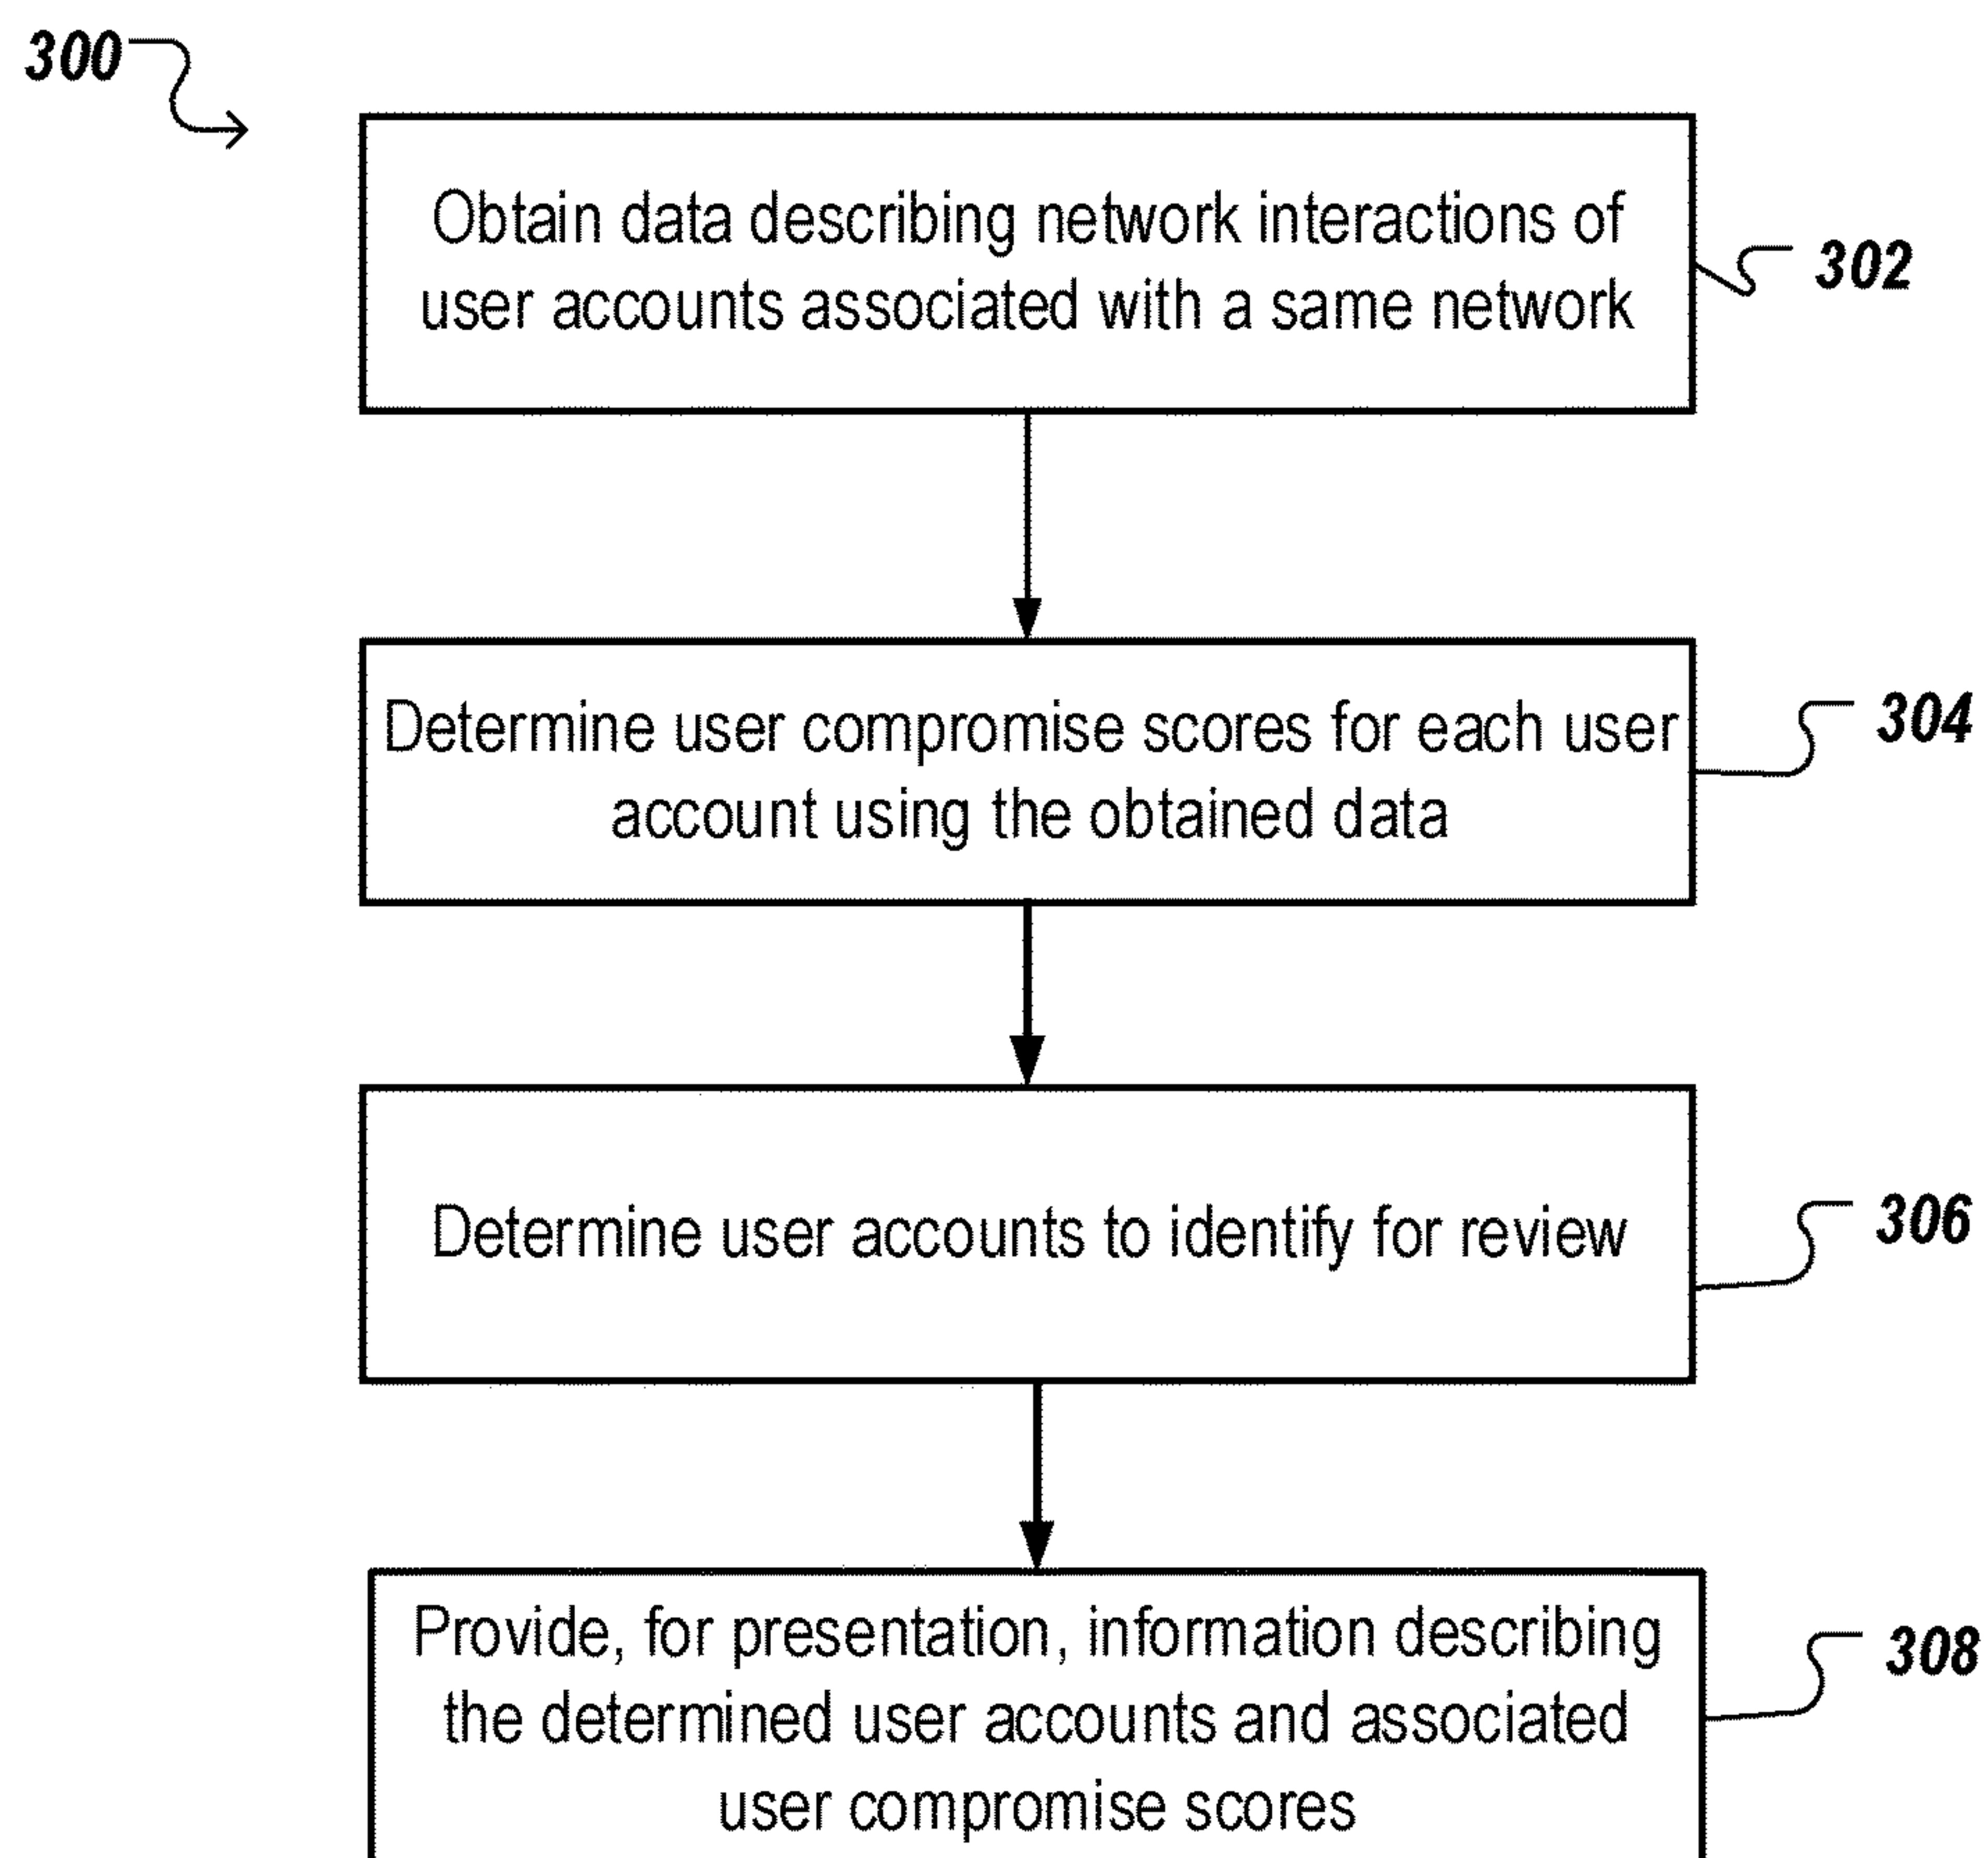 300
Obtain data describing network interactions of
user accounts associated with a same network
302
Determine user compromise scores for each user
account using the obtained data
304
Determine user accounts to identify for review
306
Provide, for presentation, information describing
the determined user accounts and associated
user compromise scores
308